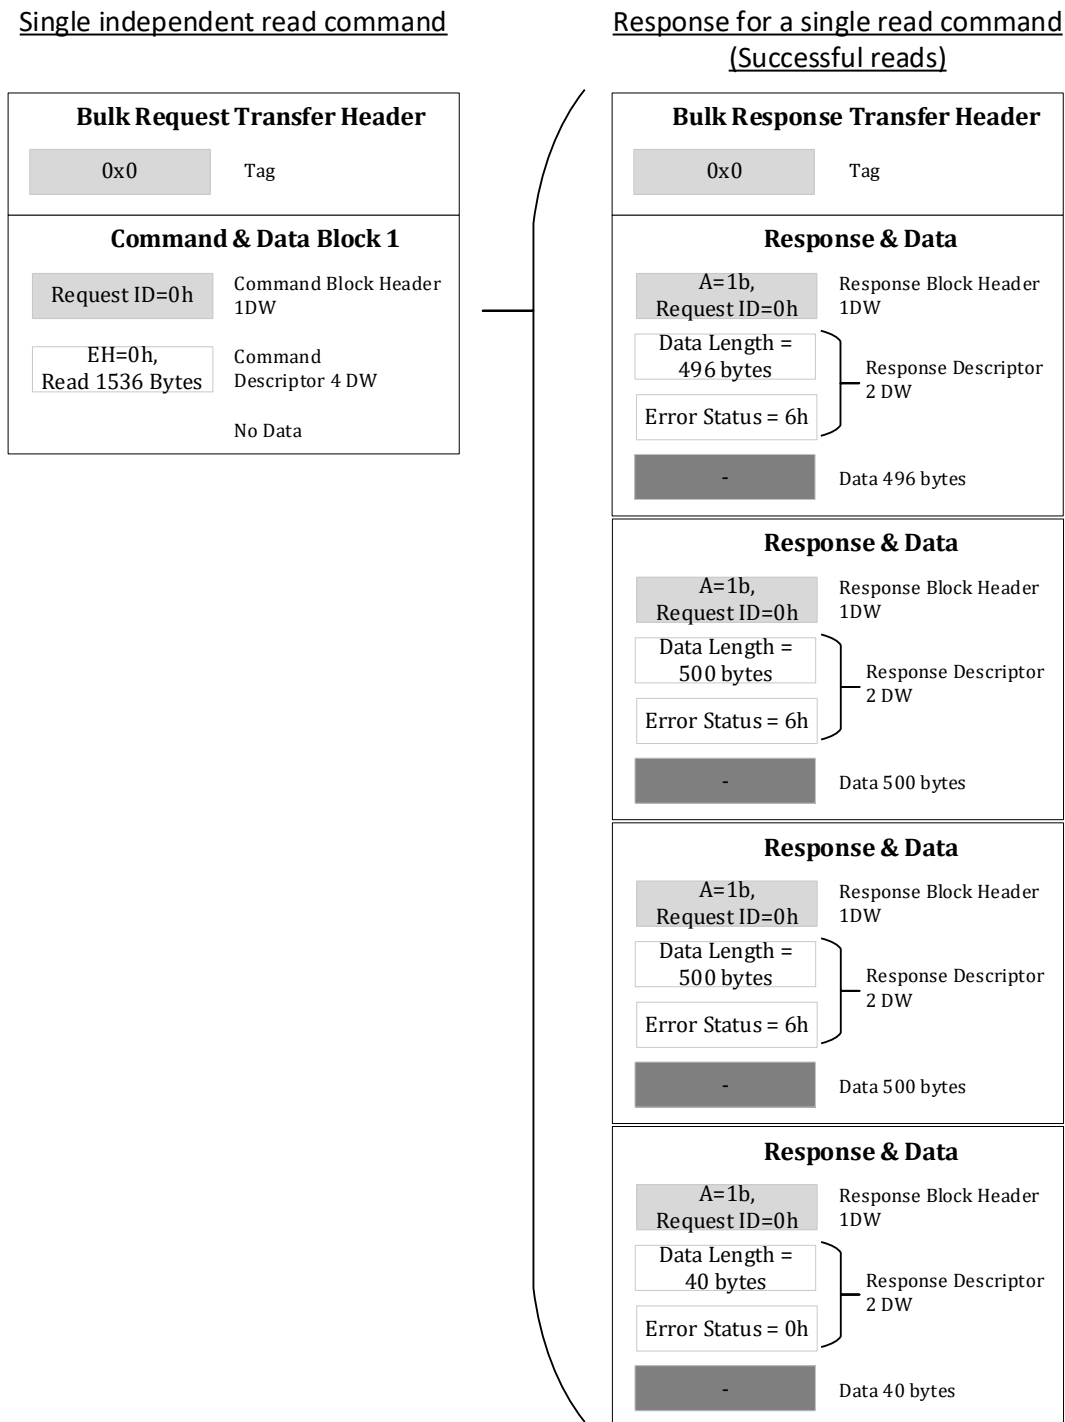 Single independent read command
Bulk Request Transfer Header
0x0
Tag
Command & Data Block 1
Request ID=0h
Command Block Header
1DW
EH=0h,
Read 1536 Bytes
Command
Descriptor 4 DW
No Data
Response for a single read command
(Successful reads)
Bulk Response Transfer Header
0x0
Tag
Response & Data
A=1b,
Request ID=0h
Response Block Header
1DW
Data Length =
496 bytes
Error Status = 6h
Response Descriptor
2 DW
-
Data 496 bytes
Response & Data
A=1b,
Request ID=0h
Response Block Header
1DW
Data Length =
500 bytes
Error Status = 6h
Response Descriptor
2 DW
-
Data 500 bytes
Response & Data
A=1b,
Request ID=0h
Response Block Header
1DW
Data Length =
500 bytes
Error Status = 6h
Response Descriptor
2 DW
-
Data 500 bytes
Response & Data
A=1b,
Request ID=0h
Response Block Header
1DW
Data Length =
40 bytes
Error Status = 0h
Response Descriptor
2 DW
-
Data 40 bytes